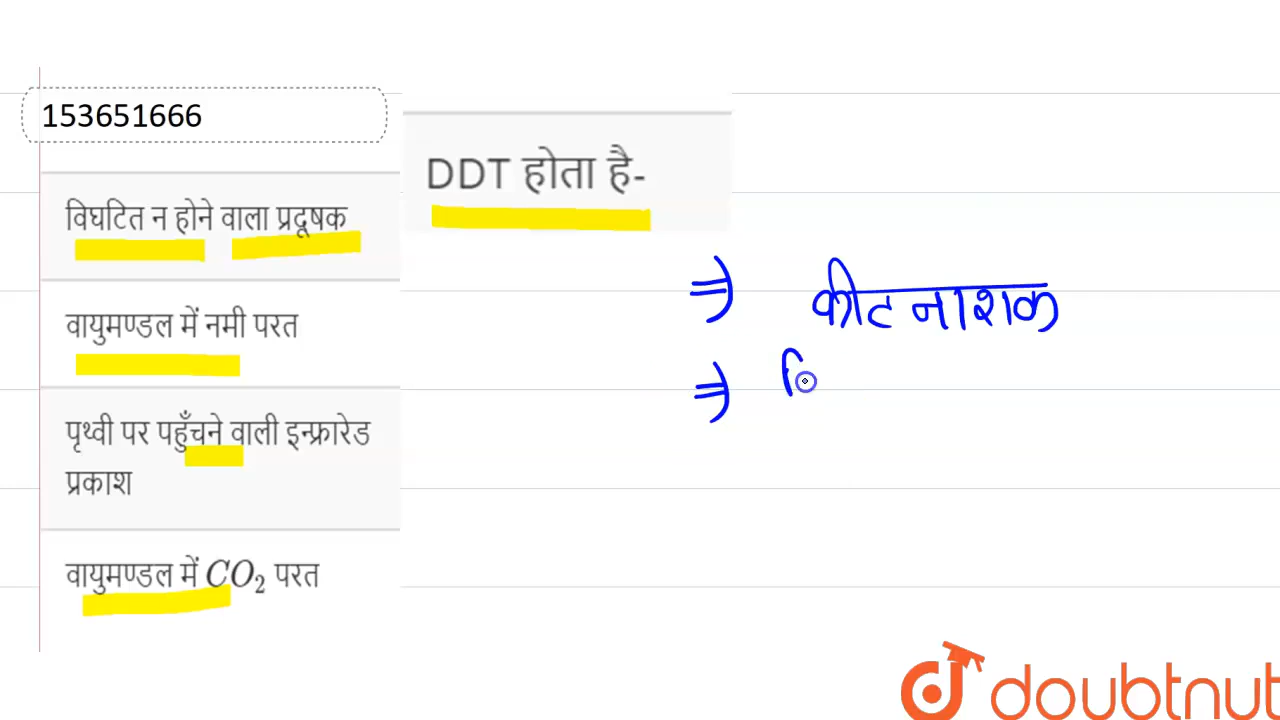 153651666
DDT होता है-
विघटित न होने वाला प्रदूषक
वायुमण्डल में नमी परत
पृथ्वी पर पहुँचने वाली इन्फ्रारेड
प्रकाश
वायुमण्डल में CO₂ परत
⇒ कीटनाशक
⇒
doubtnut